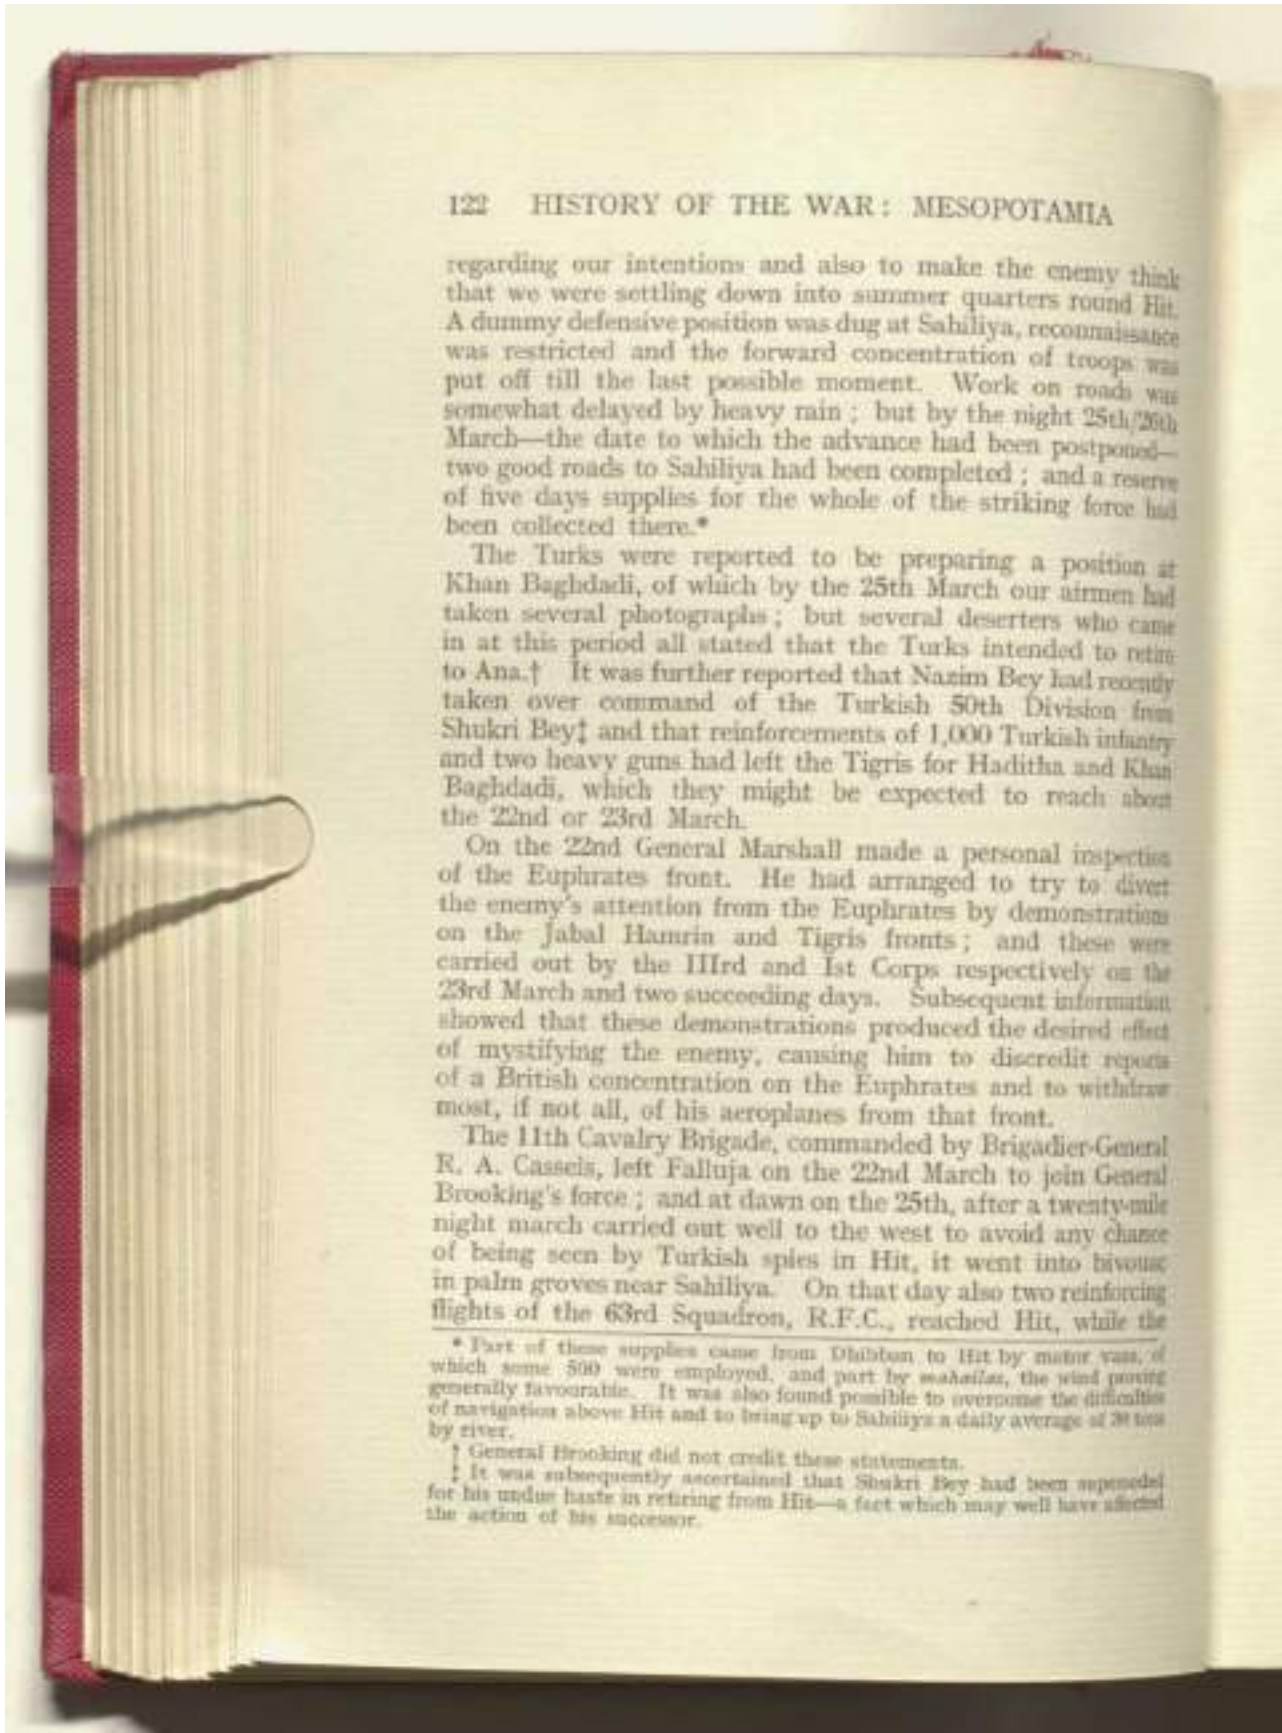 122 HISTORY OF THE WAR: MESOPOTAMIA
regarding our intentions and also to make the enemy think
that we were settling down into summer quarters round Hit.
A dummy defensive position was dug at Sahiliya, reconnaissance
was restricted and the forward concentration of troops was
put off till the last possible moment. Work on roads was
somewhat delayed by heavy rain ; but by the night 25th/26th
March—the date to which the advance had been postponed—
two good roads to Sahiliya had been completed ; and a reserve
of five days supplies for the whole of the striking force had
been collected there.*
The Turks were reported to be preparing a position at
Khan Baghdadi, of which by the 25th March our airmen had
taken several photographs ; but several deserters who came
in at this period all stated that the Turks intended to retire
to Ana.† It was further reported that Nazim Bey had recently
taken over command of the Turkish 50th Division from
Shukri Bey‡ and that reinforcements of 1,000 Turkish infantry
and two heavy guns had left the Tigris for Haditha and Khan
Baghdadi, which they might be expected to reach about
the 22nd or 23rd March.
On the 22nd General Marshall made a personal inspection
of the Euphrates front. He had arranged to try to divert
the enemy's attention from the Euphrates by demonstrations
on the Jabal Hamrin and Tigris fronts ; and these were
carried out by the IIIrd and Ist Corps respectively on the
23rd March and two succeeding days. Subsequent information
showed that these demonstrations produced the desired effect
of mystifying the enemy, causing him to discredit reports
of a British concentration on the Euphrates and to withdraw
most, if not all, of his aeroplanes from that front.
The 11th Cavalry Brigade, commanded by Brigadier-General
R. A. Cassels, left Falluja on the 22nd March to join General
Brooking's force ; and at dawn on the 25th, after a twenty-mile
night march carried out well to the west to avoid any chance
of being seen by Turkish spies in Hit, it went into bivouac
in palm groves near Sahiliya. On that day also two reinforcing
flights of the 63rd Squadron, R.F.C., reached Hit, while the
* Part of these supplies came from Dhibban to Hit by motor vans, of
which some 500 were employed, and part by mahailas, the wind proving
generally favourable. It was also found possible to overcome the difficulties
of navigation above Hit and to bring up to Sahiliya a daily average of 30 tons
by river.
† General Brooking did not credit these statements.
‡ It was subsequently ascertained that Shukri Bey had been superseded
for his undue haste in retiring from Hit—a fact which may well have affected
the action of his successor.